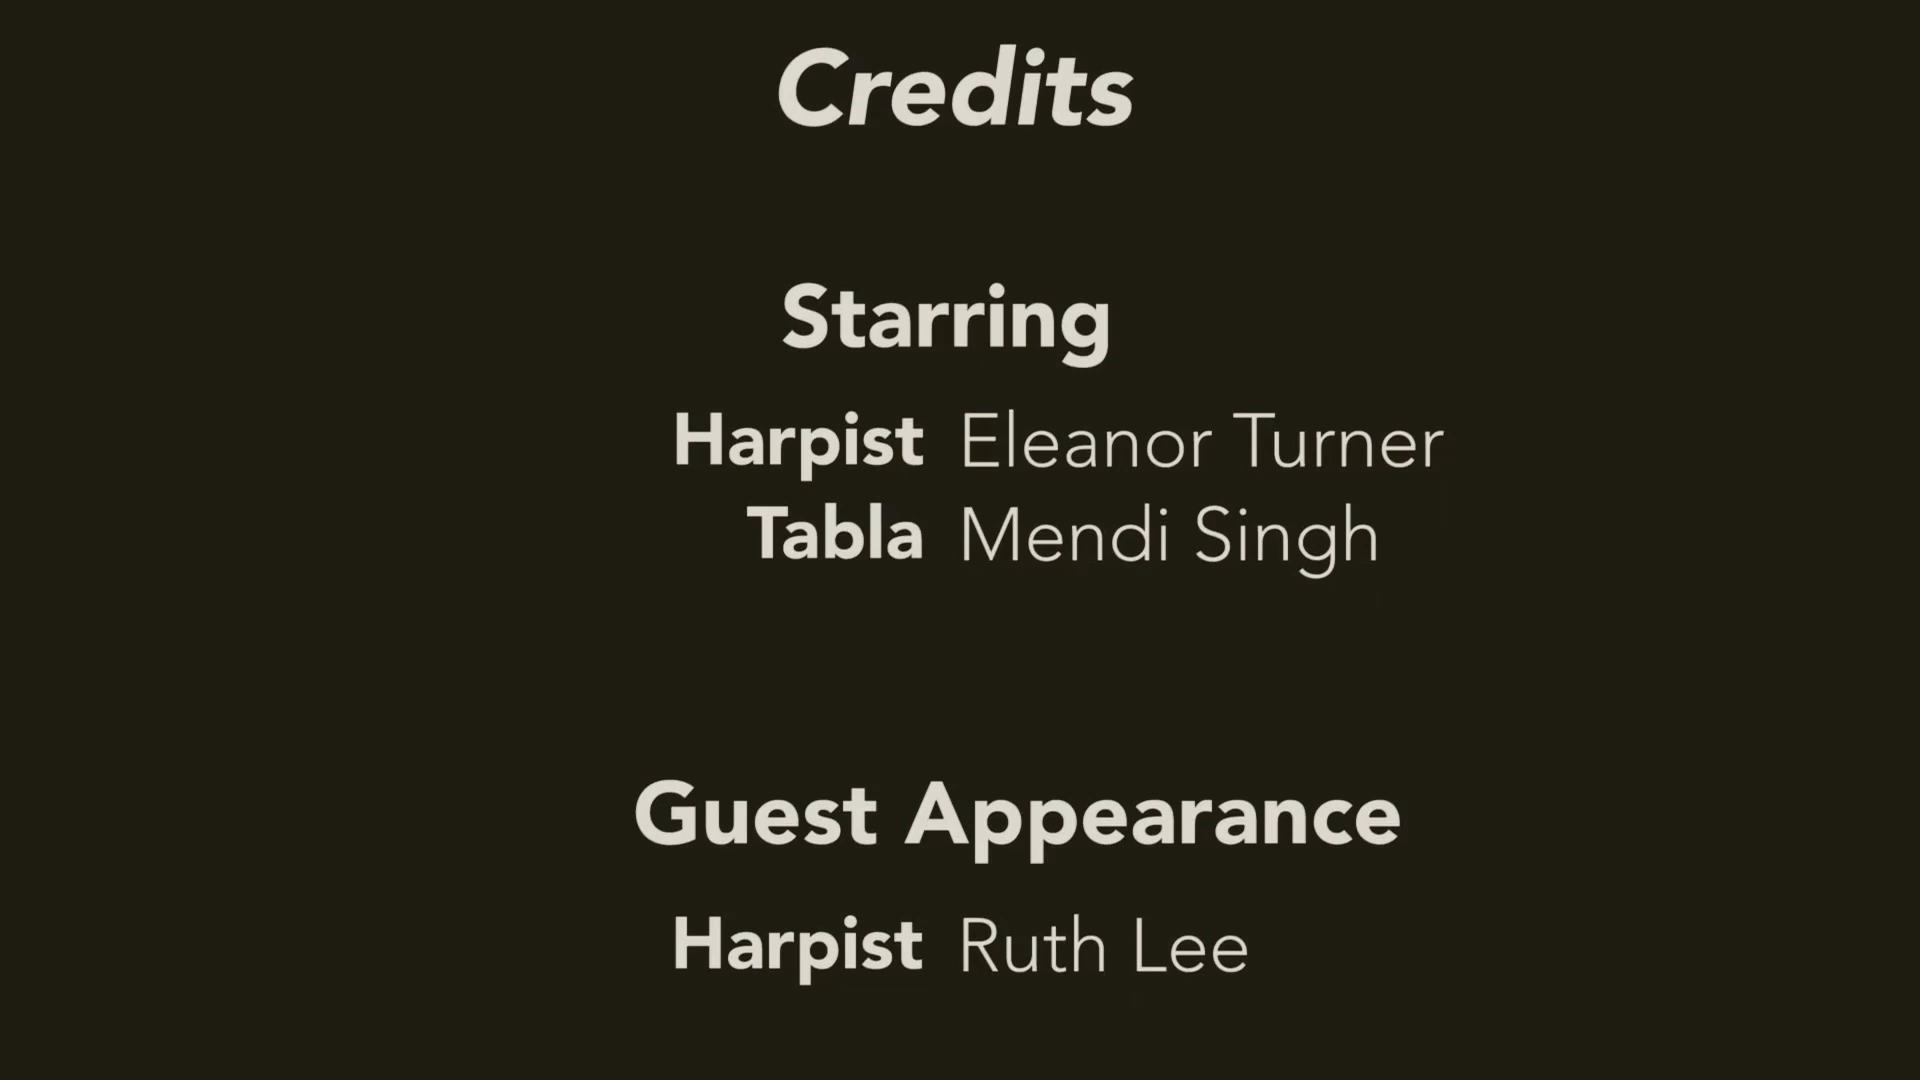 Credits
Starring
Harpist Eleanor Turner
Tabla Mendi Singh
Guest Appearance
Harpist Ruth Lee